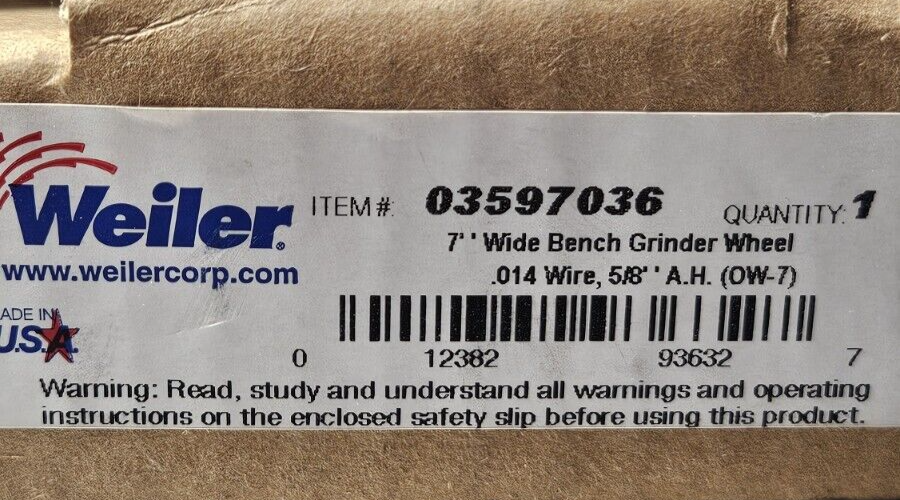 Weiler®
www.weilercorp.com
ADE IN
U.S.A.
ITEM #: 03597036 QUANTITY: 1
7'' Wide Bench Grinder Wheel
.014 Wire, 5/8'' A.H. (OW-7)
0 12382 93632 7
Warning: Read, study and understand all warnings and operating
instructions on the enclosed safety slip before using this product.